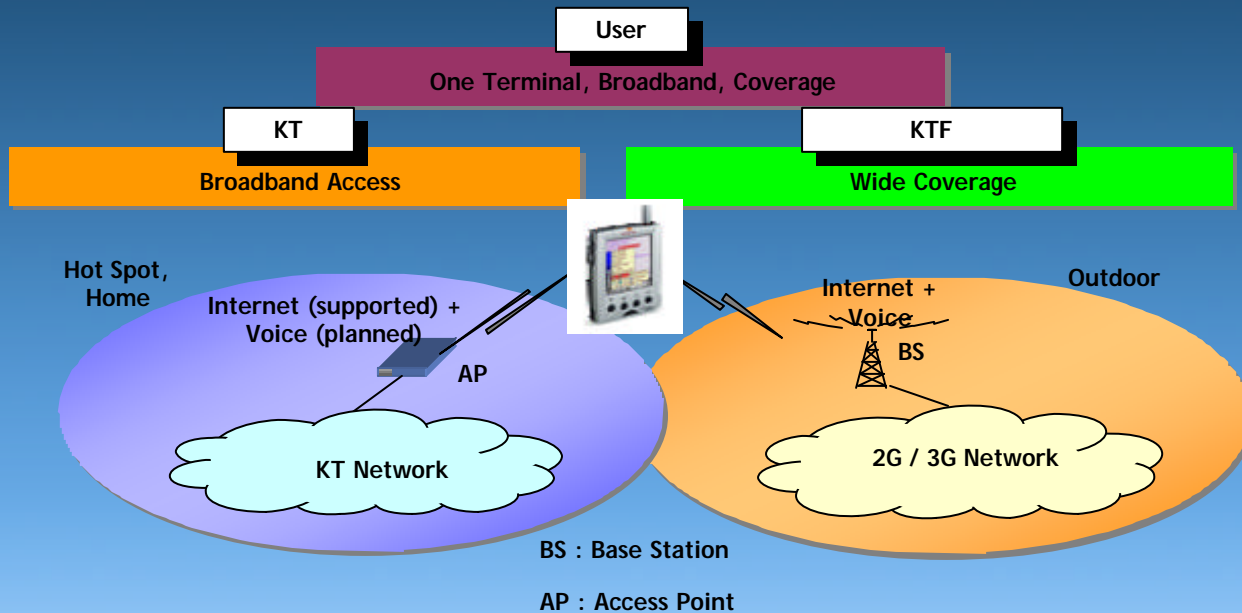 User
One Terminal, Broadband, Coverage
KT
KTF
Broadband Access
Wide Coverage
Hot Spot,
Home
Internet (supported) +
Voice (planned)
AP
KT Network
Outdoor
Internet +
Voice
BS
2G / 3G Network
BS : Base Station
AP : Access Point